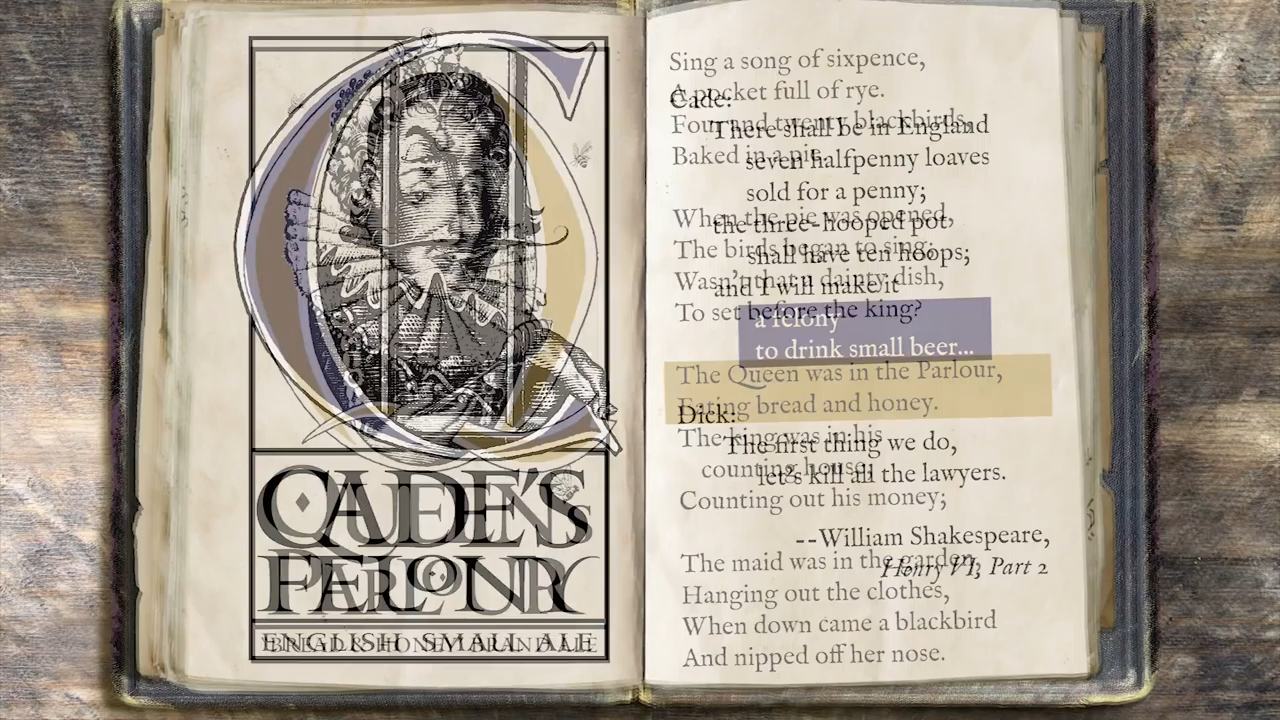 CADE'S
QUEEN'S
FELONY
PARLOUR
ENGLISH SMALL ALE
Sing a song of sixpence,
A pocket full of rye.
Cade:
Four and twenty blackbirds,
There shall be in England
Baked in a pie.
seven halfpenny loaves
sold for a penny;
When the pie was opened,
the three-hooped pot
The birds began to sing;
shall have ten hoops;
Wasn't that a dainty dish,
and I will make it
To set before the king?
a felony
to drink small beer...
The Queen was in the Parlour,
Eating bread and honey.
Dick:
The king was in his
The first thing we do,
counting house,
let's kill all the lawyers.
Counting out his money;
--William Shakespeare,
The maid was in the garden,
Henry VI, Part 2
Hanging out the clothes,
When down came a blackbird
And nipped off her nose.